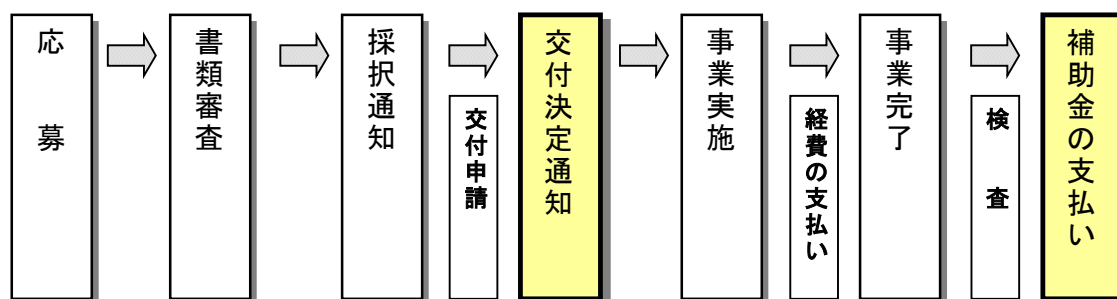 応募
書類審査
採択通知
交付申請
交付決定通知
事業実施
経費の支払い
事業完了
検査
補助金の支払い